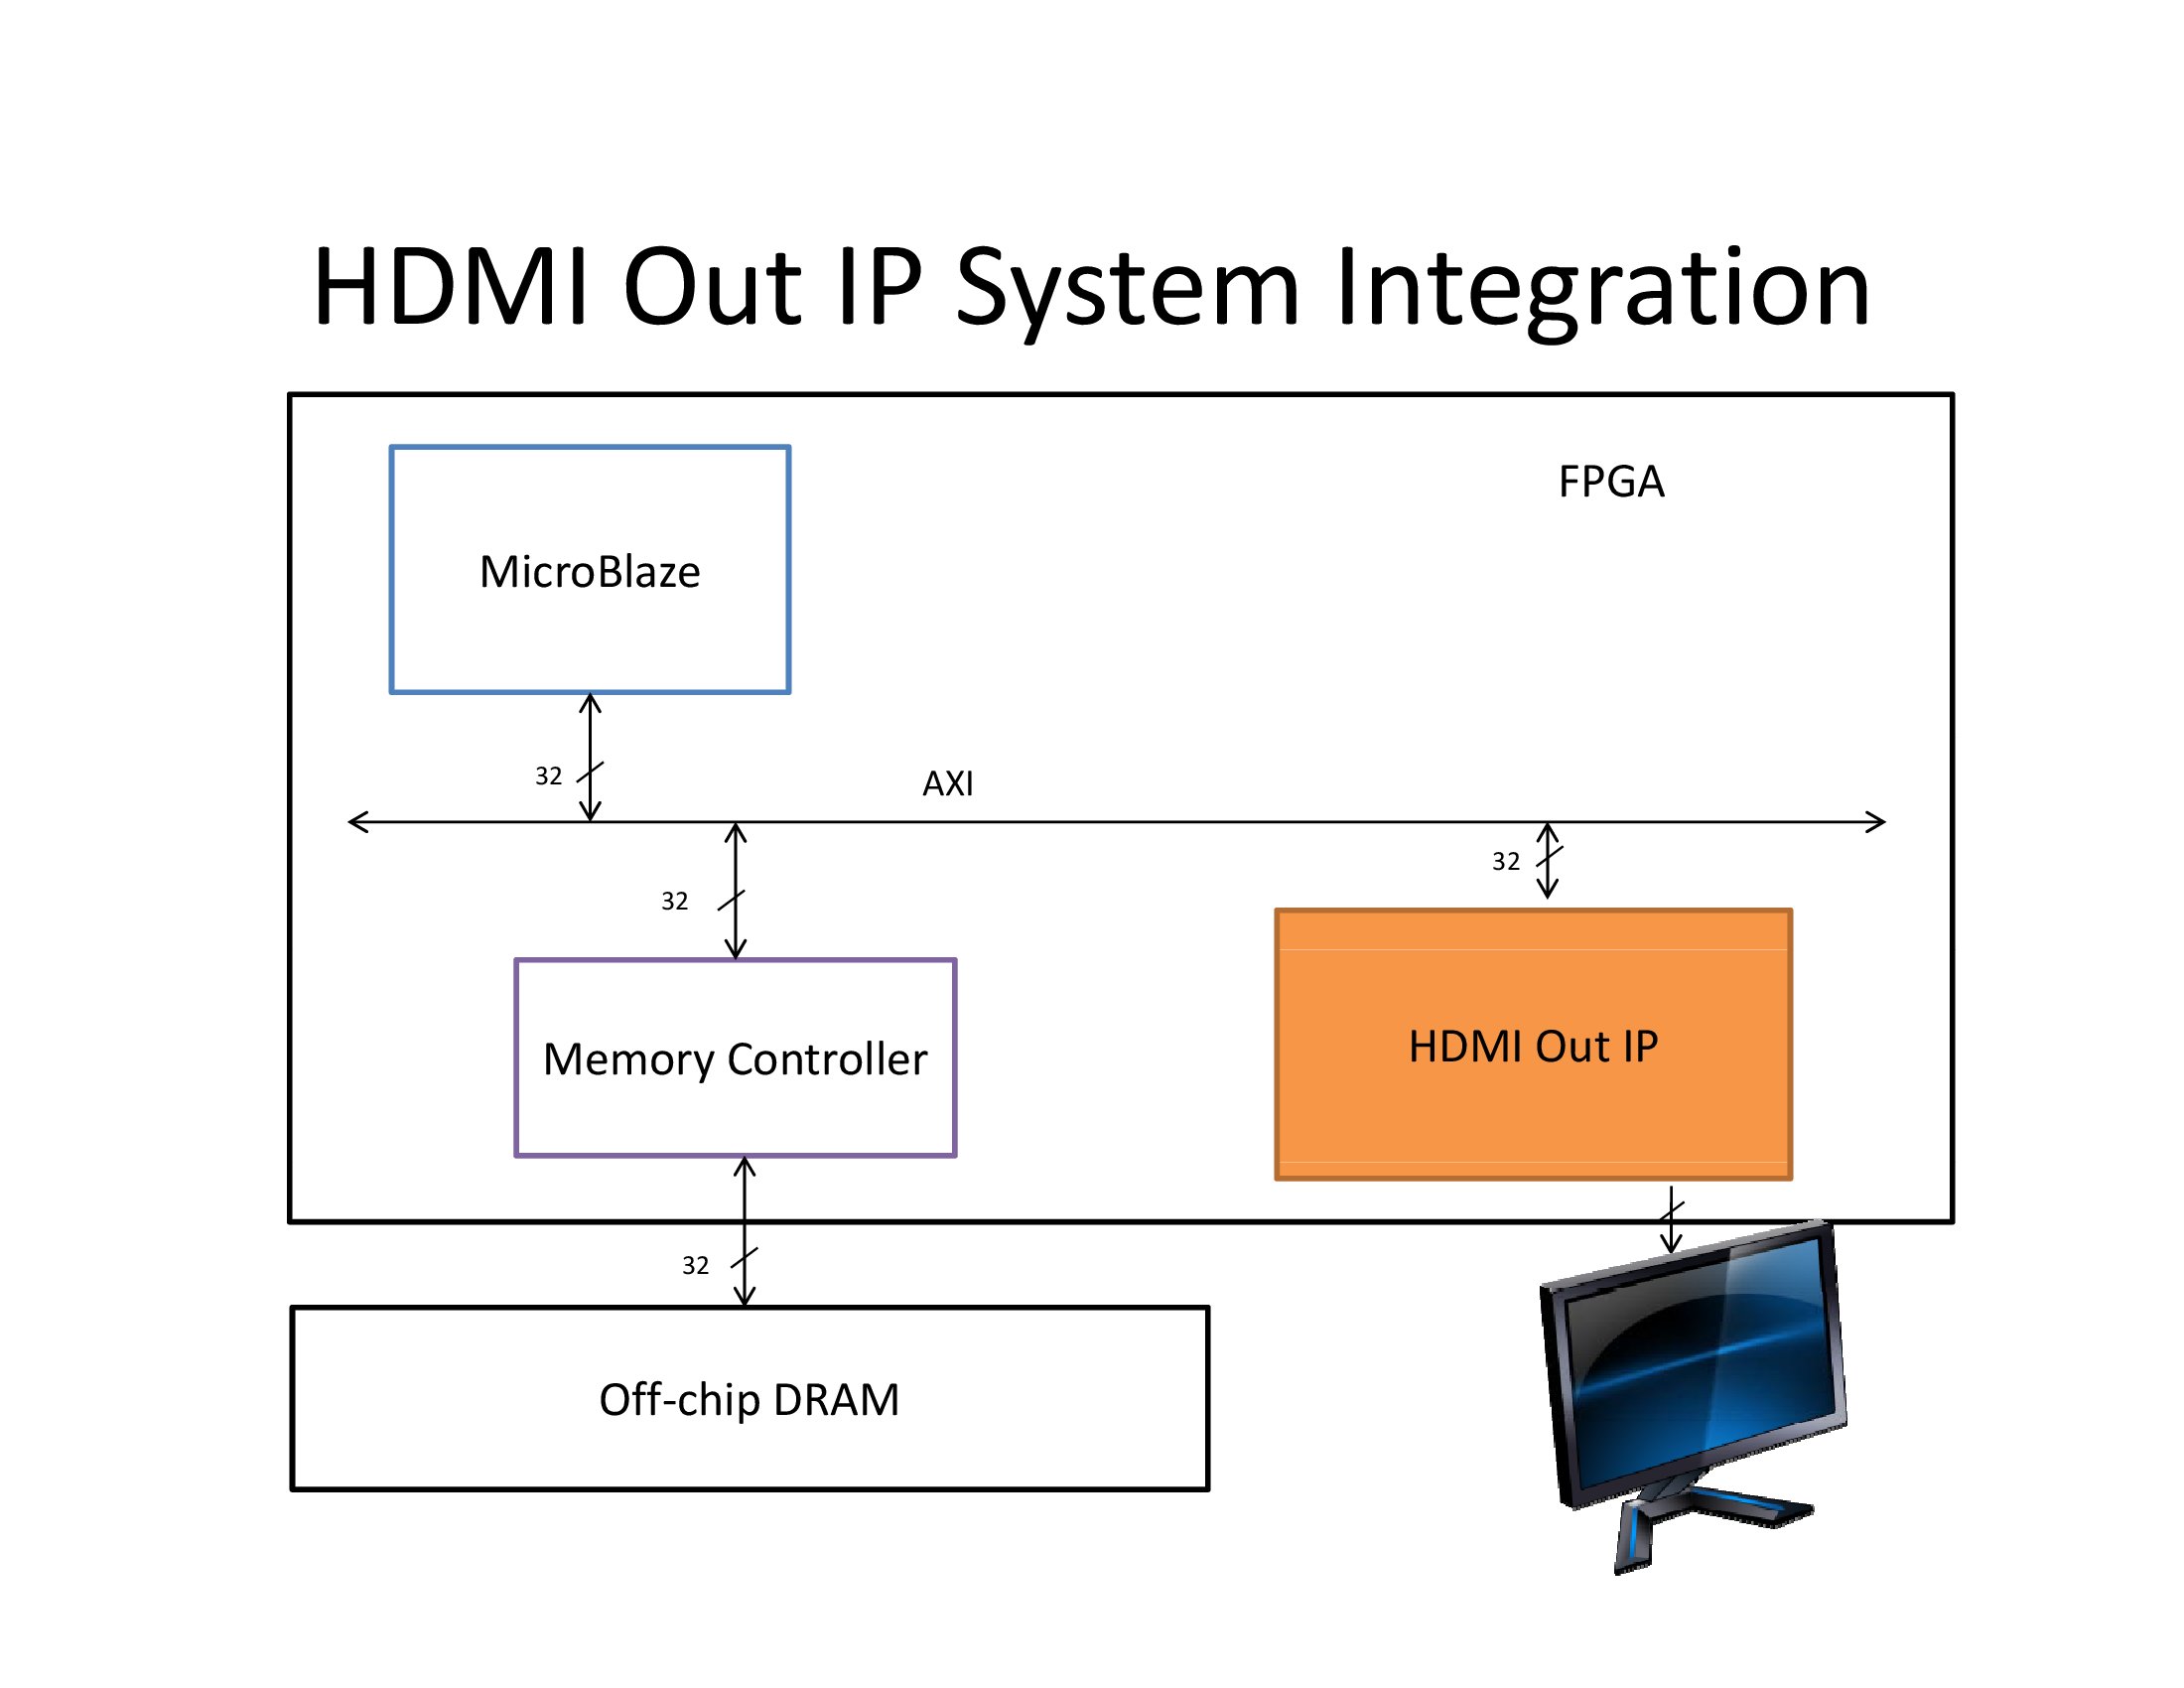 HDMI Out IP System Integration
FPGA
MicroBlaze
32
AXI
32
32
HDMI Out IP
Memory Controller
32
Off-chip DRAM